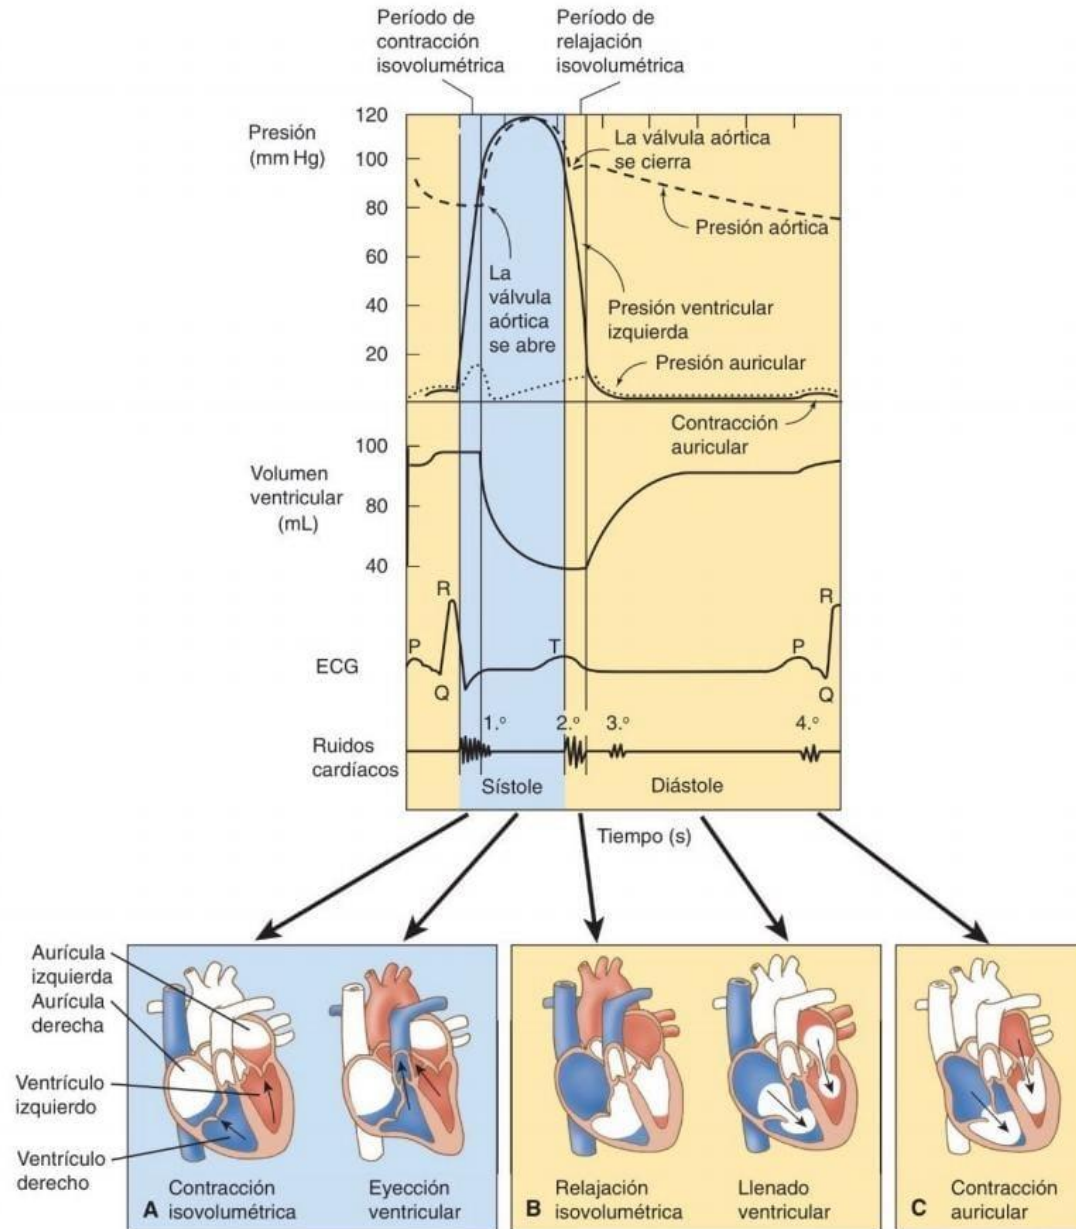 Período de
contracción
isovolumétrica
Período de
relajación
isovolumétrica
Presión
(mm Hg)
120
100
80
60
40
20
La válvula aórtica
se cierra
Presión aórtica
La
válvula
aórtica
se abre
Presión ventricular
izquierda
Presión auricular
Contracción
auricular
Volumen
ventricular
(mL)
100
80
40
ECG
P
R
Q
T
P
R
Q
Ruidos
cardíacos
1.º
2.º
3.º
4.º
Sístole
Diástole
Tiempo (s)
Aurícula
izquierda
Aurícula
derecha
Ventrículo
izquierdo
Ventrículo
derecho
A
Contracción
isovolumétrica
Eyección
ventricular
B
Relajación
isovolumétrica
Llenado
ventricular
C
Contracción
auricular